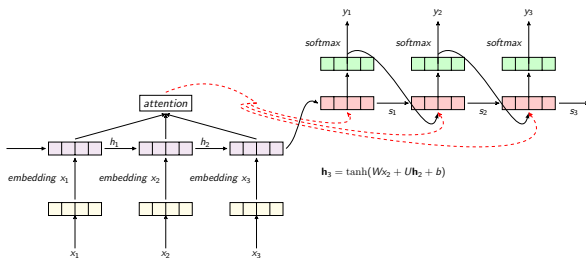 y₁ y₂ y₃
softmax softmax softmax
attention
s₁ s₂ s₃
h₁ h₂
embedding x₁ embedding x₂ embedding x₃
h₃ = tanh(Wx₂ + Uh₂ + b)
x₁ x₂ x₃